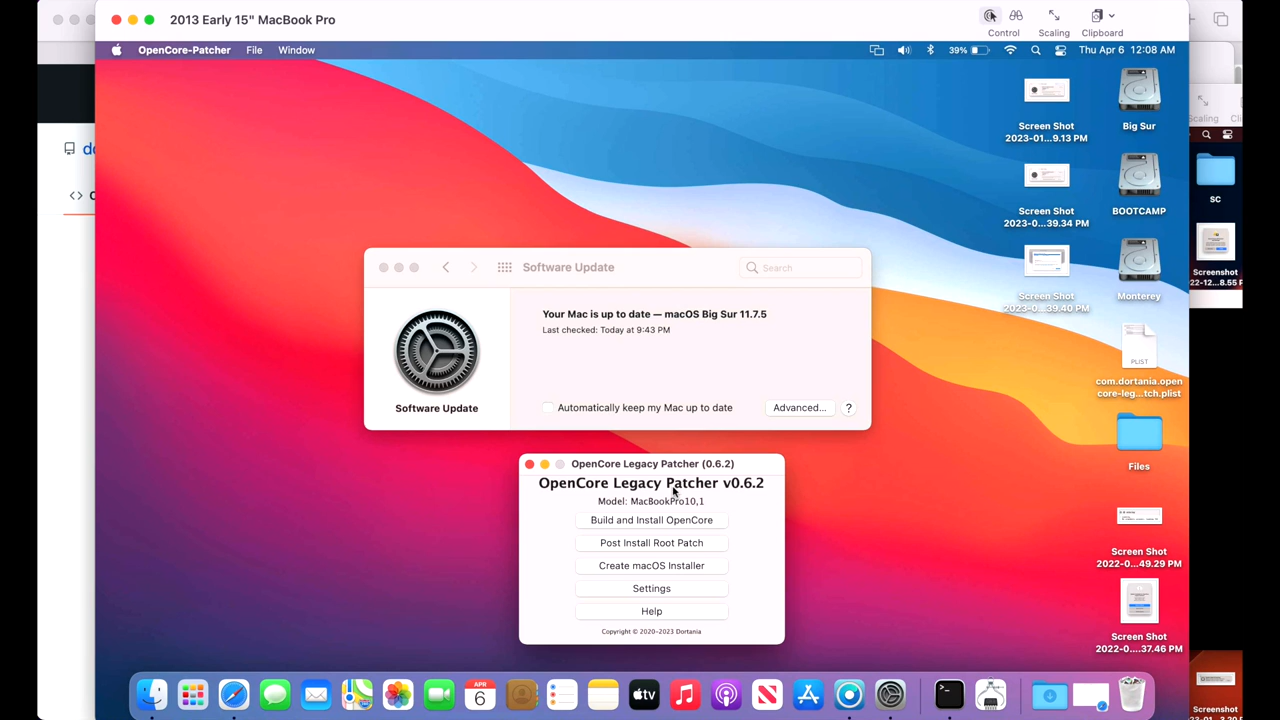 2013 Early 15" MacBook Pro
Control
Scaling
Clipboard
OpenCore-Patcher File Window
39%
Thu Apr 6 12:08 AM
Screen Shot
2023-01...9.13 PM
Big Sur
Screen Shot
2023-0...39.34 PM
BOOTCAMP
Screen Shot
2023-0...39.40 PM
Monterey
PLIST
com.dortania.open
core-leg...tch.plist
Files
Screen Shot
2022-0...49.29 PM
Screen Shot
2022-0....37.46 PM
Software Update
Search
Your Mac is up to date — macOS Big Sur 11.7.5
Last checked: Today at 9:43 PM
Software Update
Automatically keep my Mac up to date
Advanced...
?
OpenCore Legacy Patcher (0.6.2)
OpenCore Legacy Patcher v0.6.2
Model: MacBookPro10,1
Build and Install OpenCore
Post Install Root Patch
Create macOS Installer
Settings
Help
Copyright © 2020-2023 Dortania
APR
6
tv
SC
Screenshot
Screenshot